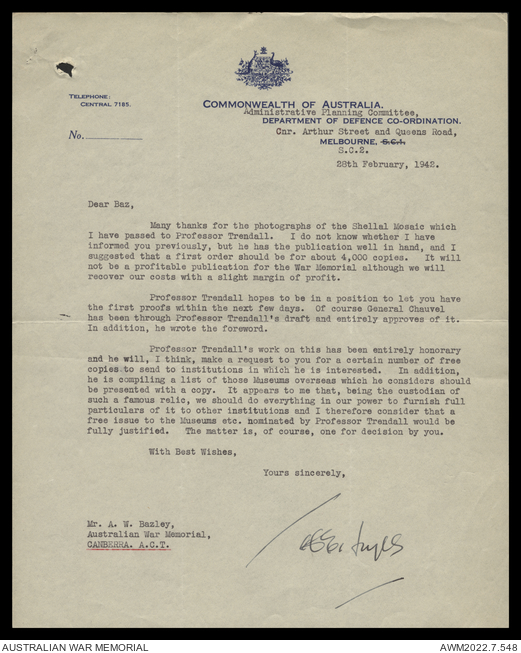 TELEPHONE:
CENTRAL 7185.
No.
COMMONWEALTH OF AUSTRALIA.
Administrative Planning Committee,
DEPARTMENT OF DEFENCE CO-ORDINATION.
Cnr. Arthur Street and Queens Road,
MELBOURNE, S.C.1.
S.C.2.
28th February, 1942.
Dear Baz,
Many thanks for the photographs of the Shellal Mosaic which
I have passed to Professor Trendall. I do not know whether I have
informed you previously, but he has the publication well in hand, and I
suggested that a first order should be for about 4,000 copies. It will
not be a profitable publication for the War Memorial although we will
recover our costs with a slight margin of profit.
Professor Trendall hopes to be in a position to let you have
the first proofs within the next few days. Of course General Chauvel
has been through Professor Trendall's draft and entirely approves of it.
In addition, he wrote the foreword.
Professor Trendall's work on this has been entirely honorary
and he will, I think, make a request to you for a certain number of free
copies to send to institutions in which he is interested. In addition,
he is compiling a list of those Museums overseas which he considers should
be presented with a copy. It appears to me that, being the custodian of
such a famous relic, we should do everything in our power to furnish full
particulars of it to other institutions and I therefore consider that a
free issue to the Museums etc. nominated by Professor Trendall would be
fully justified. The matter is, of course, one for decision by you.
With Best Wishes,
Yours sincerely,
Mr. A. W. Bazley,
Australian War Memorial,
CANBERRA. A.C.T.
AUSTRALIAN WAR MEMORIAL
AWM2022.7.548